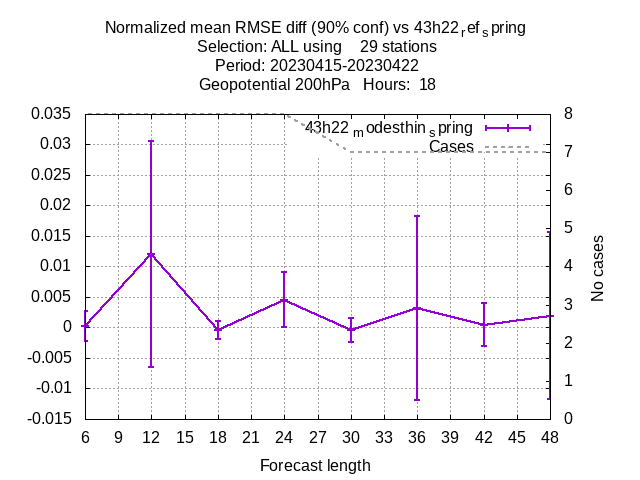 Normalized mean RMSE diff (90% conf) vs 43h22refspring
Selection: ALL using 29 stations
Period: 20230415-20230422
Geopotential 200hPa Hours: 18
43h22modesthinspring
Cases
0.035
0.03
0.025
0.02
0.015
0.01
0.005
0
-0.005
-0.01
-0.015
8
7
6
5
4
3
2
1
0
No cases
6 9 12 15 18 21 24 27 30 33 36 39 42 45 48
Forecast length